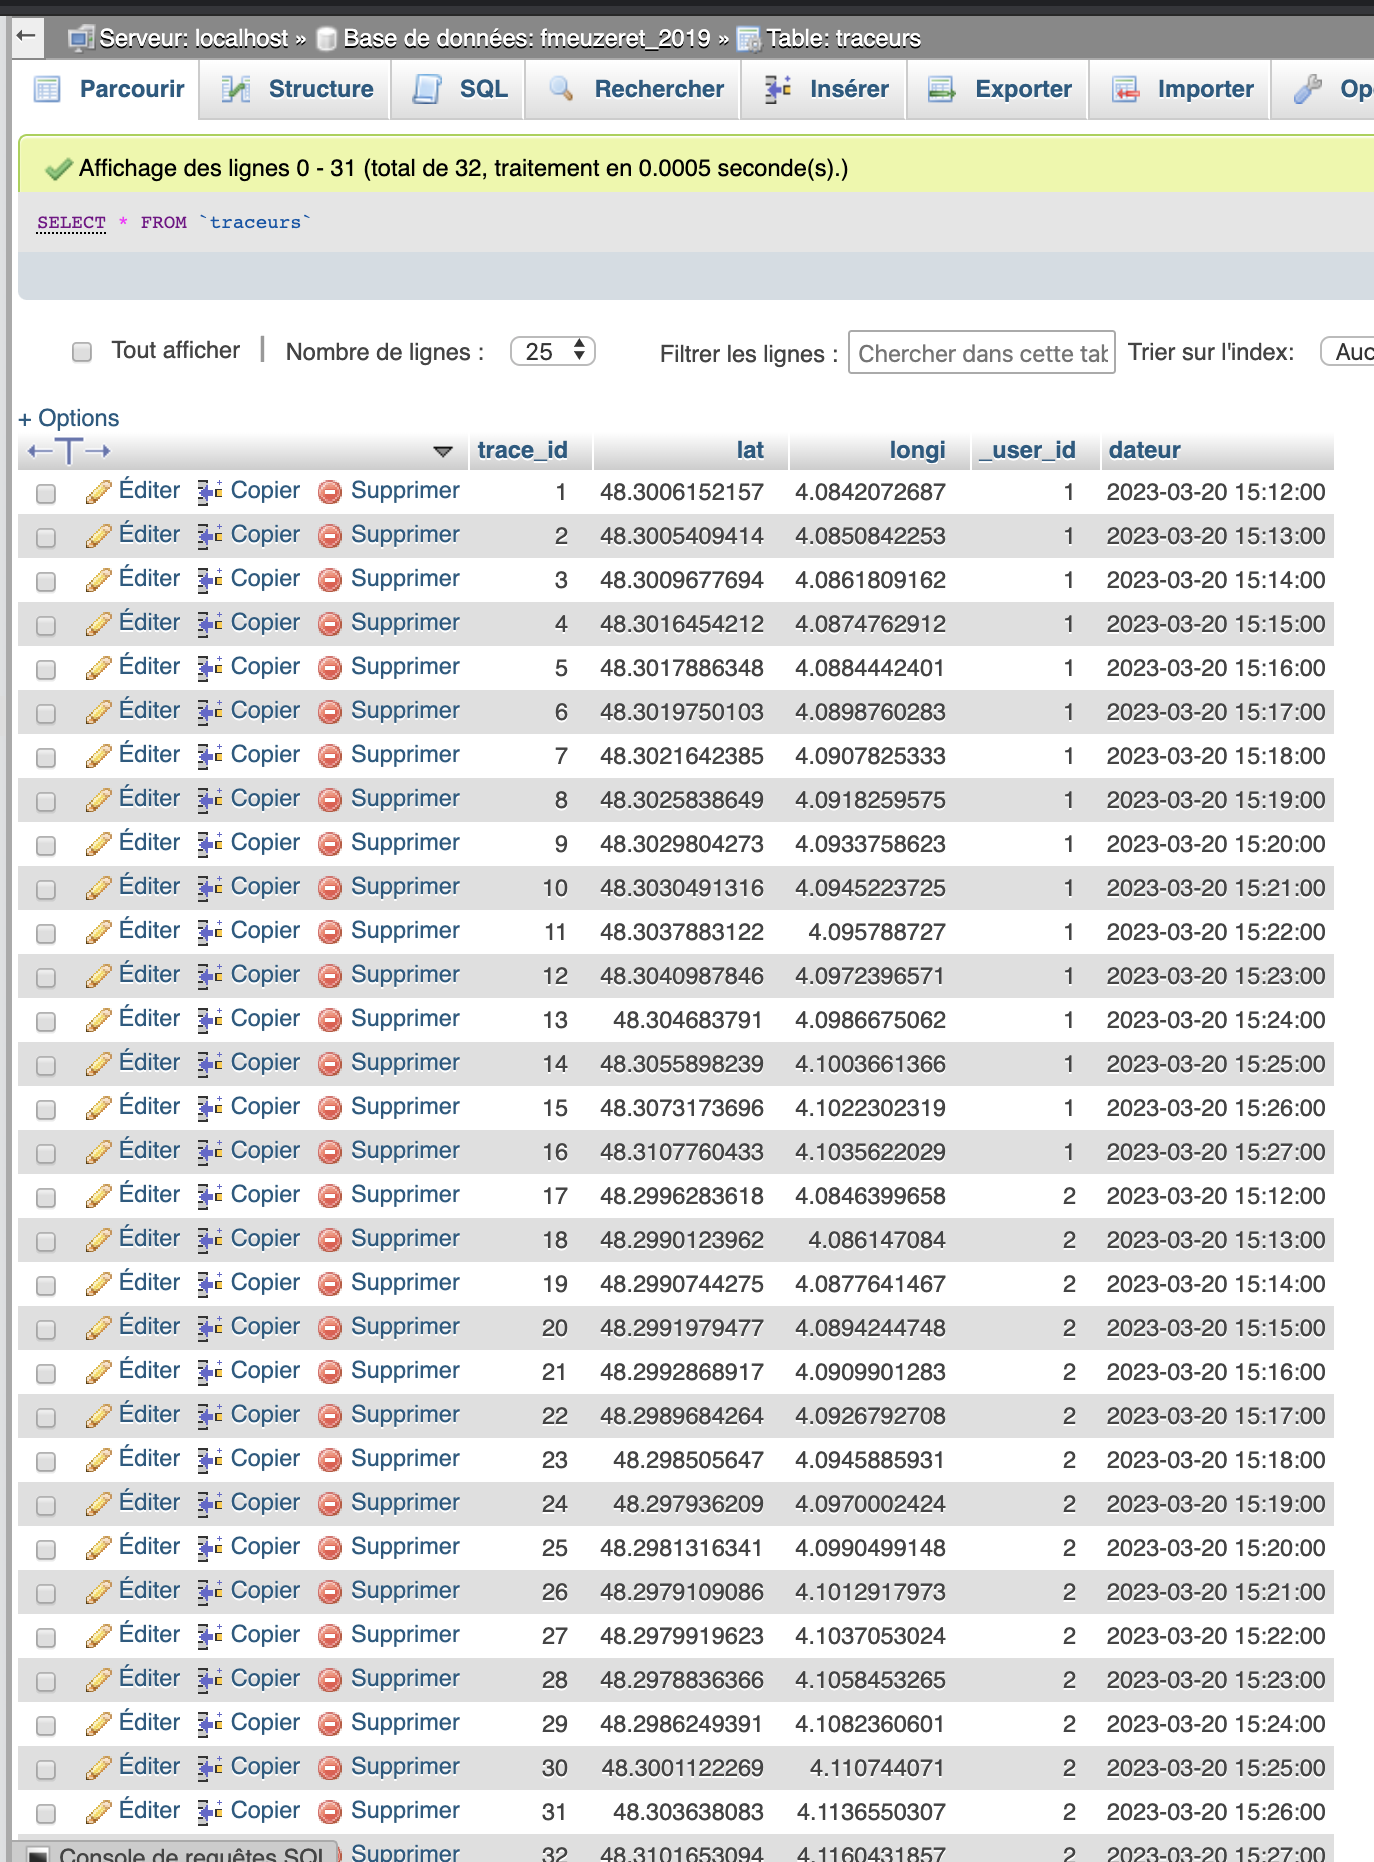 Serveur: localhost » Base de données: fmeuzeret_2019 » Table: traceurs
Parcourir Structure SQL Rechercher Insérer Exporter Importer
Affichage des lignes 0 - 31 (total de 32, traitement en 0.0005 seconde(s).)
SELECT * FROM `traceurs`
Tout afficher | Nombre de lignes : 25 Filtrer les lignes : Chercher dans cette tab Trier sur l'index: Auc
+ Options
trace_id lat longi _user_id dateur
Éditer Copier Supprimer 1 48.3006152157 4.0842072687 1 2023-03-20 15:12:00
Éditer Copier Supprimer 2 48.3005409414 4.0850842253 1 2023-03-20 15:13:00
Éditer Copier Supprimer 3 48.3009677694 4.0861809162 1 2023-03-20 15:14:00
Éditer Copier Supprimer 4 48.3016454212 4.0874762912 1 2023-03-20 15:15:00
Éditer Copier Supprimer 5 48.3017886348 4.0884442401 1 2023-03-20 15:16:00
Éditer Copier Supprimer 6 48.3019750103 4.0898760283 1 2023-03-20 15:17:00
Éditer Copier Supprimer 7 48.3021642385 4.0907825333 1 2023-03-20 15:18:00
Éditer Copier Supprimer 8 48.3025838649 4.0918259575 1 2023-03-20 15:19:00
Éditer Copier Supprimer 9 48.3029804273 4.0933758623 1 2023-03-20 15:20:00
Éditer Copier Supprimer 10 48.3030491316 4.0945223725 1 2023-03-20 15:21:00
Éditer Copier Supprimer 11 48.3037883122 4.095788727 1 2023-03-20 15:22:00
Éditer Copier Supprimer 12 48.3040987846 4.0972396571 1 2023-03-20 15:23:00
Éditer Copier Supprimer 13 48.304683791 4.0986675062 1 2023-03-20 15:24:00
Éditer Copier Supprimer 14 48.3055898239 4.1003661366 1 2023-03-20 15:25:00
Éditer Copier Supprimer 15 48.3073173696 4.1022302319 1 2023-03-20 15:26:00
Éditer Copier Supprimer 16 48.3107760433 4.1035622029 1 2023-03-20 15:27:00
Éditer Copier Supprimer 17 48.2996283618 4.0846399658 2 2023-03-20 15:12:00
Éditer Copier Supprimer 18 48.2990123962 4.086147084 2 2023-03-20 15:13:00
Éditer Copier Supprimer 19 48.2990744275 4.0877641467 2 2023-03-20 15:14:00
Éditer Copier Supprimer 20 48.2991979477 4.0894244748 2 2023-03-20 15:15:00
Éditer Copier Supprimer 21 48.2992868917 4.0909901283 2 2023-03-20 15:16:00
Éditer Copier Supprimer 22 48.2989684264 4.0926792708 2 2023-03-20 15:17:00
Éditer Copier Supprimer 23 48.298505647 4.0945885931 2 2023-03-20 15:18:00
Éditer Copier Supprimer 24 48.297936209 4.0970002424 2 2023-03-20 15:19:00
Éditer Copier Supprimer 25 48.2981316341 4.0990499148 2 2023-03-20 15:20:00
Éditer Copier Supprimer 26 48.2979109086 4.1012917973 2 2023-03-20 15:21:00
Éditer Copier Supprimer 27 48.2979919623 4.1037053024 2 2023-03-20 15:22:00
Éditer Copier Supprimer 28 48.2978836366 4.1058453265 2 2023-03-20 15:23:00
Éditer Copier Supprimer 29 48.2986249391 4.1082360601 2 2023-03-20 15:24:00
Éditer Copier Supprimer 30 48.3001122269 4.110744071 2 2023-03-20 15:25:00
Éditer Copier Supprimer 31 48.303638083 4.1136550307 2 2023-03-20 15:26:00
Console de requêtes SQL Supprimer 32 48.3101653094 4.1160431857 2 2023-03-20 15:27:00